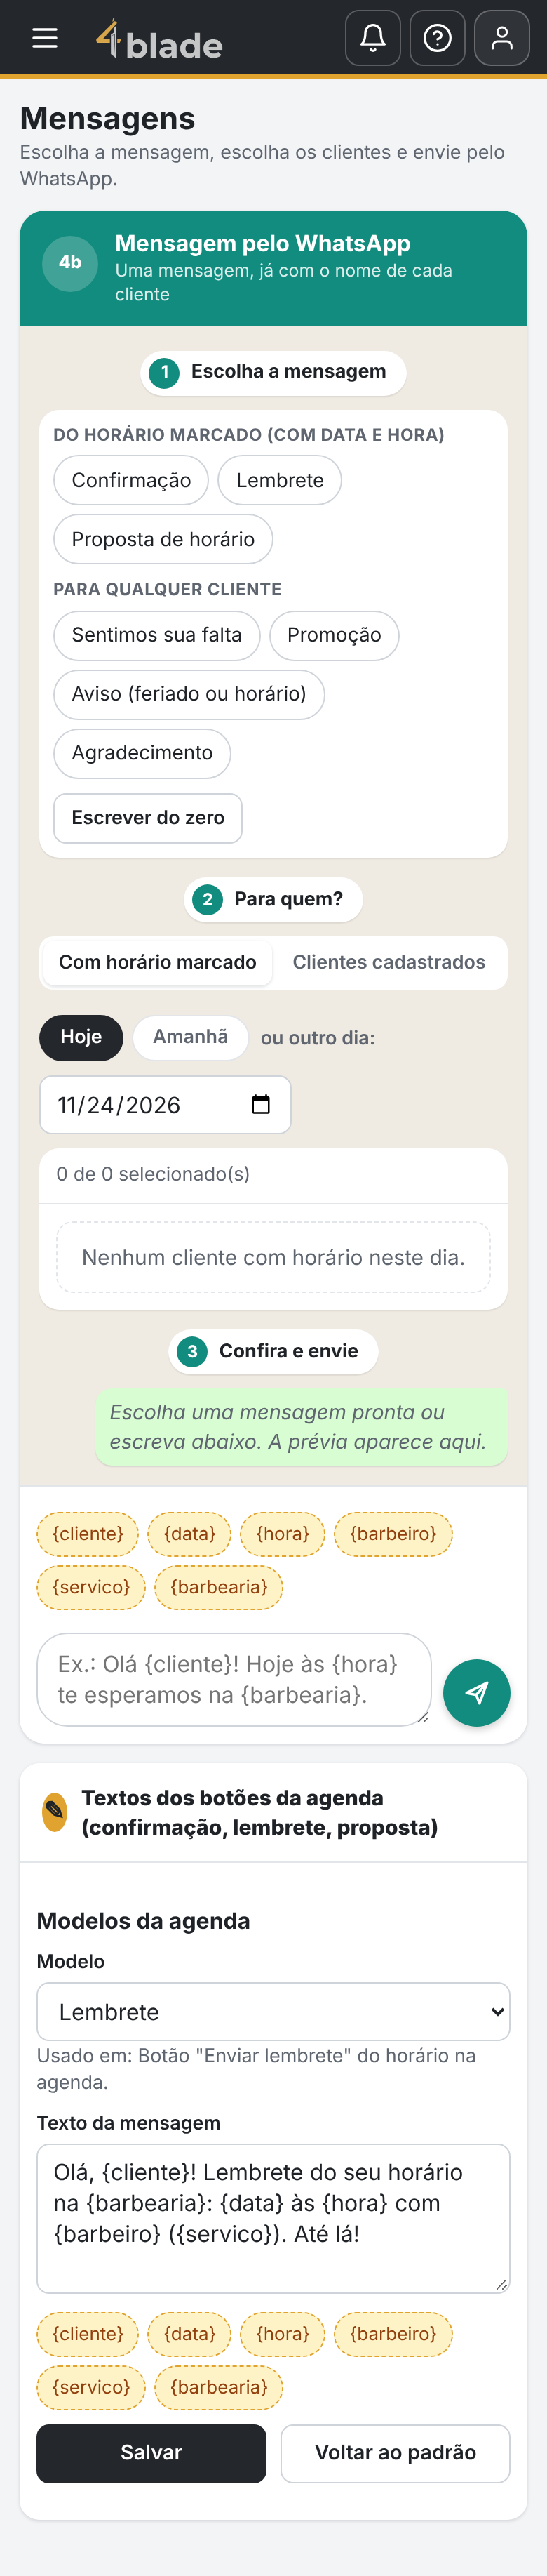 4blade
Mensagens
Escolha a mensagem, escolha os clientes e envie pelo
WhatsApp.
4b
Mensagem pelo WhatsApp
Uma mensagem, já com o nome de cada
cliente
1 Escolha a mensagem
DO HORÁRIO MARCADO (COM DATA E HORA)
Confirmação Lembrete
Proposta de horário
PARA QUALQUER CLIENTE
Sentimos sua falta Promoção
Aviso (feriado ou horário)
Agradecimento
Escrever do zero
2 Para quem?
Com horário marcado Clientes cadastrados
Hoje Amanhã ou outro dia:
11/24/2026
0 de 0 selecionado(s)
Nenhum cliente com horário neste dia.
3 Confira e envie
Escolha uma mensagem pronta ou
escreva abaixo. A prévia aparece aqui.
{cliente} {data} {hora} {barbeiro}
{servico} {barbearia}
Ex.: Olá {cliente}! Hoje às {hora}
te esperamos na {barbearia}.
Textos dos botões da agenda
(confirmação, lembrete, proposta)
Modelos da agenda
Modelo
Lembrete
Usado em: Botão "Enviar lembrete" do horário na
agenda.
Texto da mensagem
Olá, {cliente}! Lembrete do seu horário
na {barbearia}: {data} às {hora} com
{barbeiro} ({servico}). Até lá!
{cliente} {data} {hora} {barbeiro}
{servico} {barbearia}
Salvar Voltar ao padrão